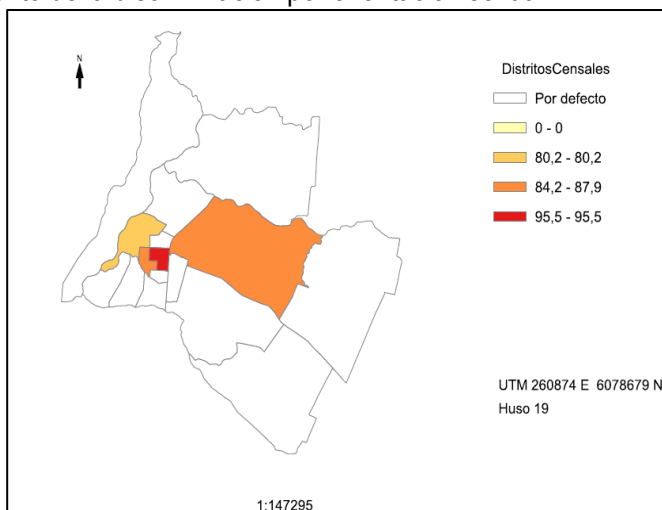 N
DistritosCensales
Por defecto
0 - 0
80,2 - 80,2
84,2 - 87,9
95,5 - 95,5
UTM 260874 E 6078679 N
Huso 19
1:147295